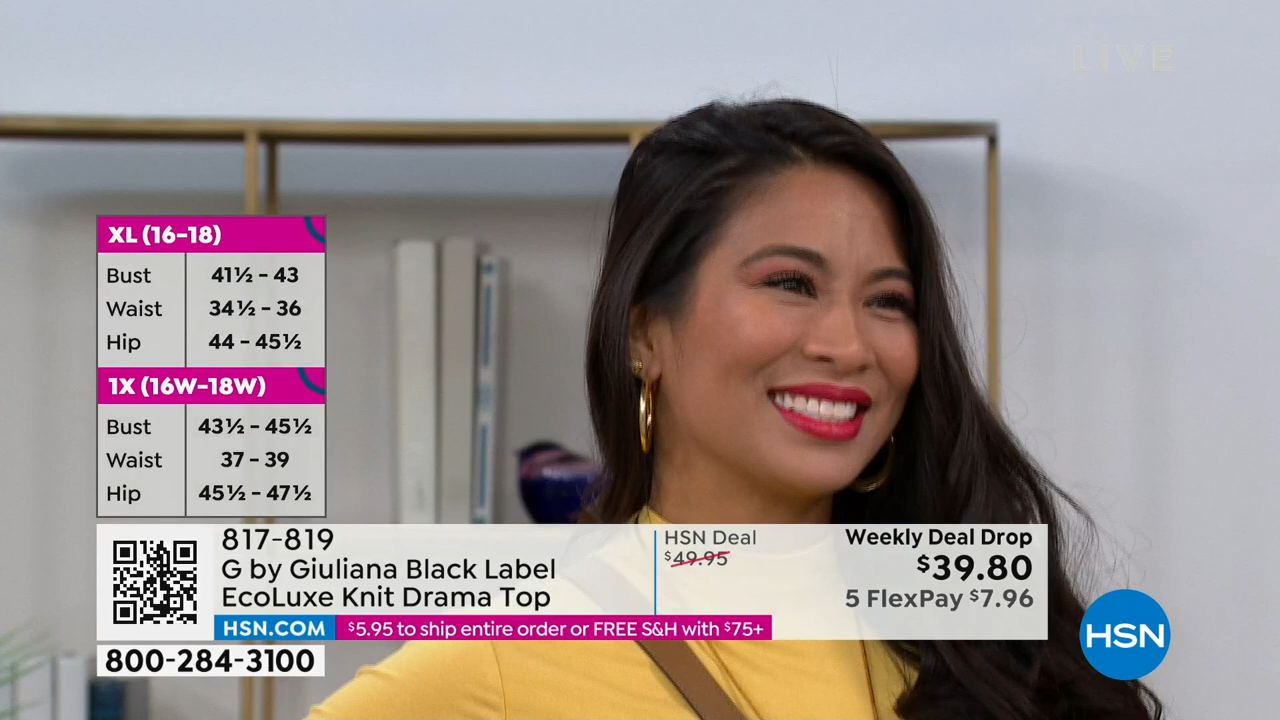 LIVE
XL (16-18)
Bust 41½ - 43
Waist 34½ - 36
Hip 44 - 45½
1X (16W-18W)
Bust 43½ - 45½
Waist 37 - 39
Hip 45½ - 47½
817-819
G by Giuliana Black Label
EcoLuxe Knit Drama Top
HSN Deal
$49.95
Weekly Deal Drop
$39.80
5 FlexPay $7.96
HSN.COM $5.95 to ship entire order or FREE S&H with $75+
800-284-3100
HSN